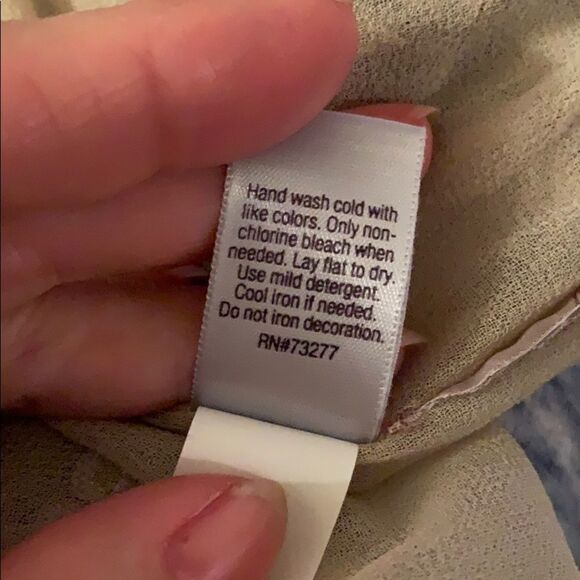 Hand wash cold with
like colors. Only non-
chlorine bleach when
needed. Lay flat to dry.
Use mild detergent.
Cool iron if needed.
Do not iron decoration.
RN#73277